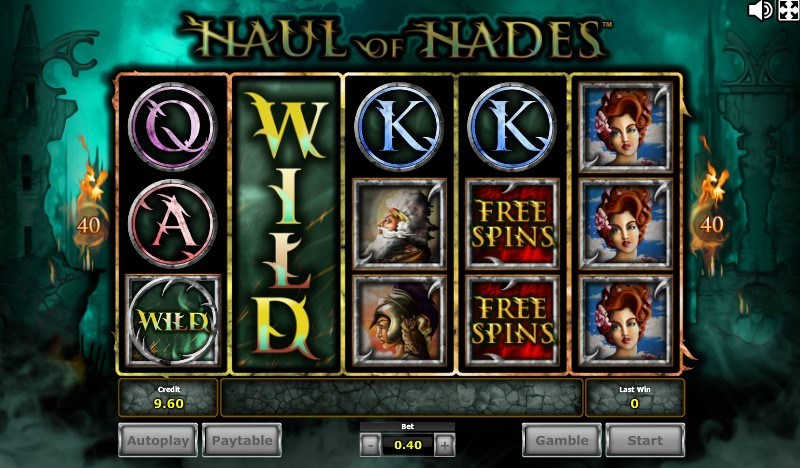 HAUL OF HADES™
Q
WILD
K
K
40
A
FREE
SPINS
40
WILD
FREE
SPINS
Credit
9.60
Last Win
0
Autoplay
Paytable
Bet
-
0.40
+
Gamble
Start